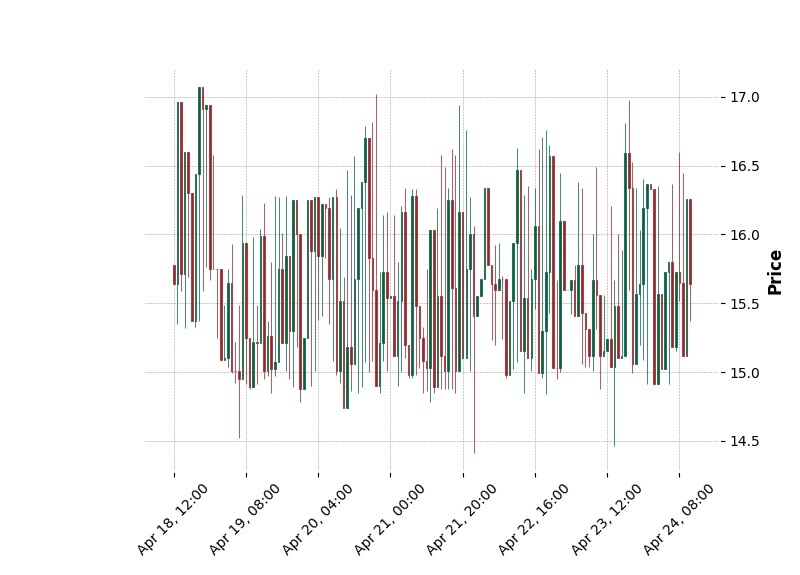 17.0
16.5
16.0
15.5
15.0
14.5
Price
Apr 18, 12:00
Apr 19, 08:00
Apr 20, 04:00
Apr 21, 00:00
Apr 21, 20:00
Apr 22, 16:00
Apr 23, 12:00
Apr 24, 08:00